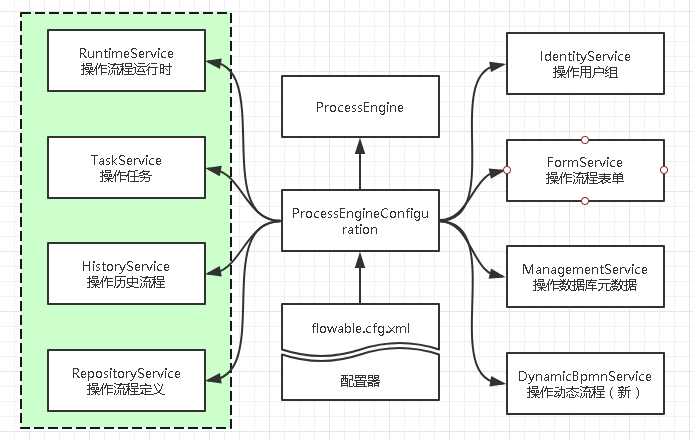 RuntimeService
操作流程运行时
TaskService
操作任务
HistoryService
操作历史流程
RepositoryService
操作流程定义
ProcessEngine
ProcessEngineConfigu
ration
flowable.cfg.xml
配置器
IdentityService
操作用户组
FormService
操作流程表单
ManagementService
操作数据库元数据
DynamicBpmnService
操作动态流程（新）